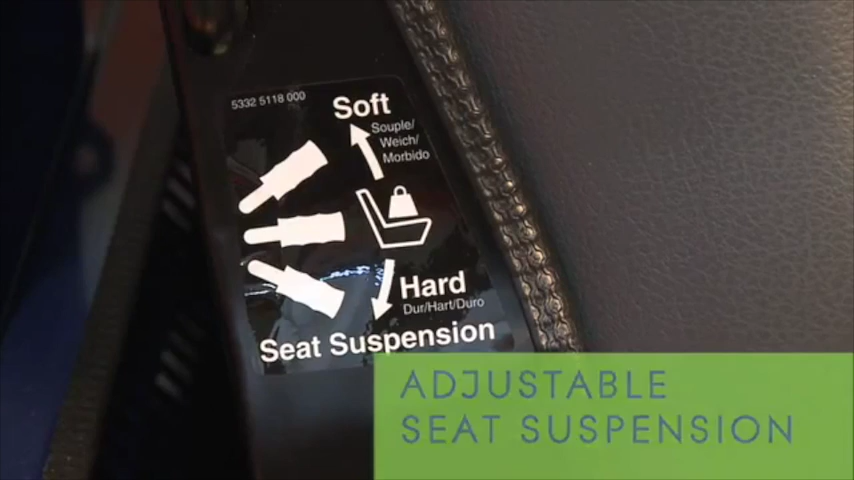 5332 5118 000
Soft
Souple/
Weich/
Morbido
Hard
Dur/Hart/Duro
Seat Suspension
ADJUSTABLE
SEAT SUSPENSION